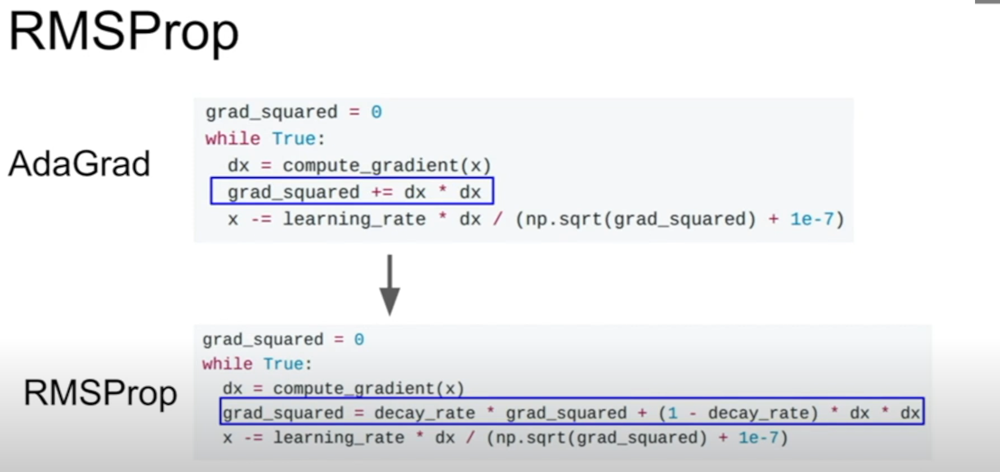 RMSProp
AdaGrad
grad_squared = 0
while True:
  dx = compute_gradient(x)
  grad_squared += dx * dx
  x -= learning_rate * dx / (np.sqrt(grad_squared) + 1e-7)
RMSProp
grad_squared = 0
while True:
  dx = compute_gradient(x)
  grad_squared = decay_rate * grad_squared + (1 - decay_rate) * dx * dx
  x -= learning_rate * dx / (np.sqrt(grad_squared) + 1e-7)